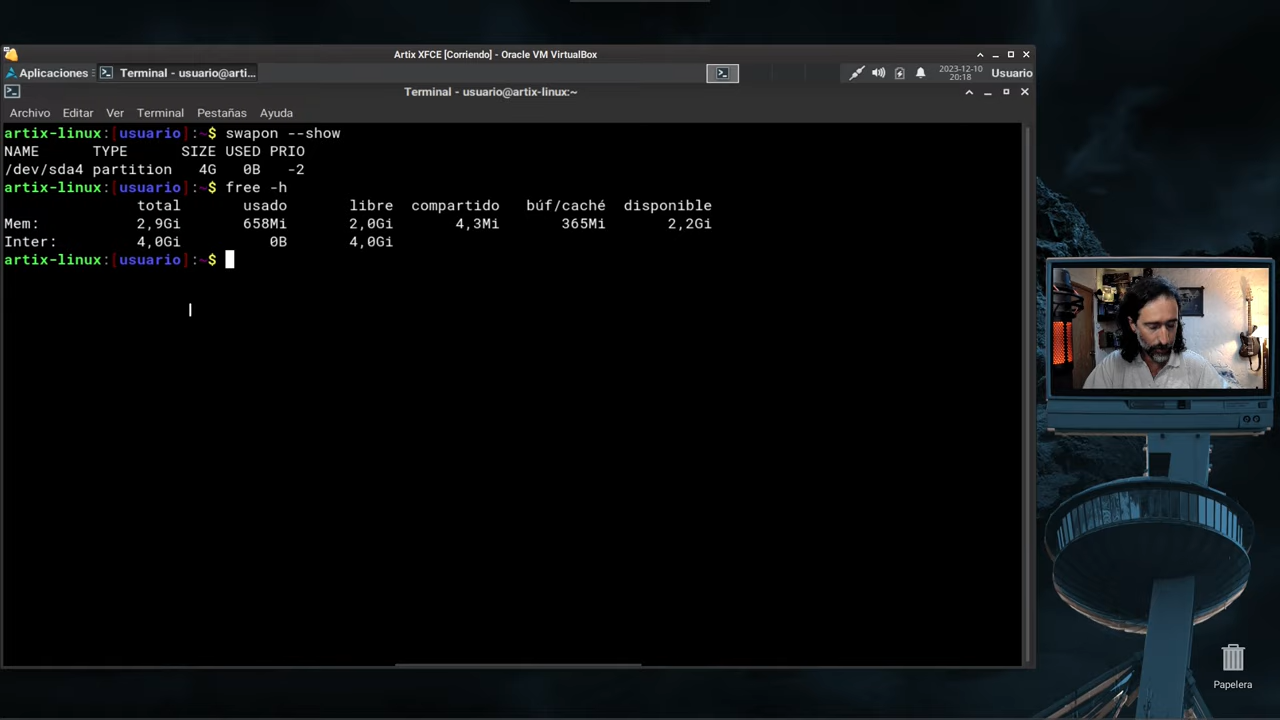 Artix XFCE [Corriendo] - Oracle VM VirtualBox
Aplicaciones Terminal - usuario@arti... 2023-12-10 20:18 Usuario
Terminal - usuario@artix-linux:~
Archivo Editar Ver Terminal Pestañas Ayuda
artix-linux:[usuario]:~$ swapon --show
NAME TYPE SIZE USED PRIO
/dev/sda4 partition 4G 0B -2
artix-linux:[usuario]:~$ free -h
total usado libre compartido búf/caché disponible
Mem: 2,9Gi 658Mi 2,0Gi 4,3Mi 365Mi 2,2Gi
Inter: 4,0Gi 0B 4,0Gi
artix-linux:[usuario]:~$
Papelera